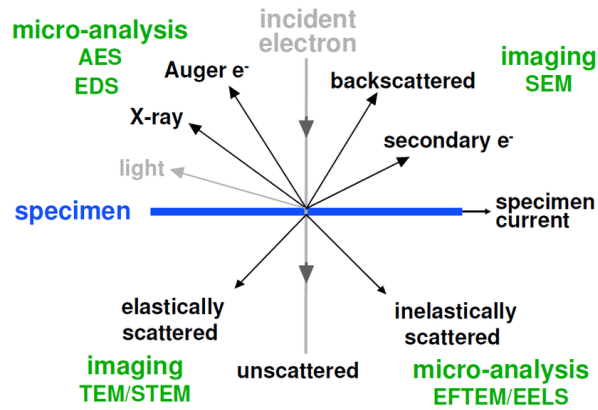 micro-analysis
AES
EDS
incident
electron
imaging
SEM
Auger e⁻
backscattered
X-ray
secondary e⁻
light
specimen
specimen
current
elastically
scattered
inelastically
scattered
imaging
TEM/STEM
unscattered
micro-analysis
EFTEM/EELS